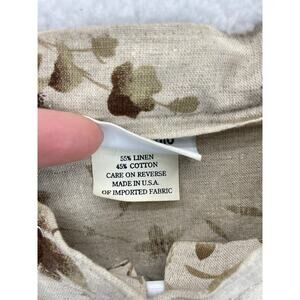 55% LINEN
45% COTTON
CARE ON REVERSE
MADE IN U.S.A.
OF IMPORTED FABRIC